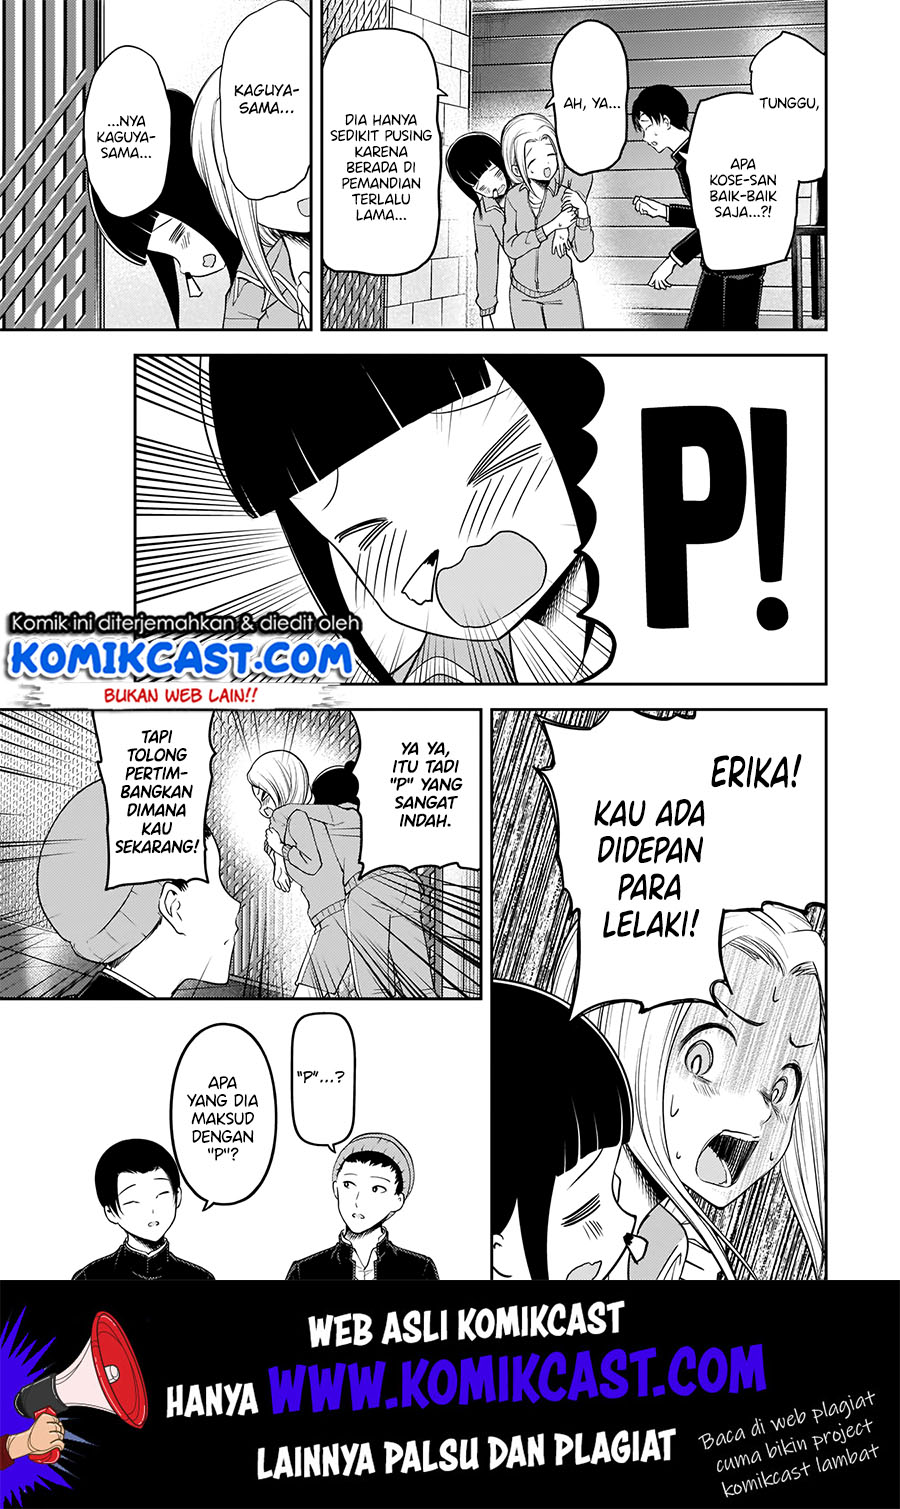 TUNGGU,
APA
KOSE-SAN
BAIK-BAIK
SAJA...?!
AH, YA...
DIA HANYA
SEDIKIT PUSING
KARENA
BERADA DI
PEMANDIAN
TERLALU
LAMA...
KAGUYA-
SAMA...
...NYA
KAGUYA-
SAMA...
P!
Komik ini diterjemahkan & diedit oleh
KOMIKCAST.COM
BUKAN WEB LAIN!!
ERIKA!
KAU ADA
DIDEPAN
PARA
LELAKI!
YA YA,
ITU TADI
"P" YANG
SANGAT
INDAH.
TAPI
TOLONG
PERTIM-
BANGKAN
DIMANA
KAU
SEKARANG!
"P"...?
APA
YANG DIA
MAKSUD
DENGAN
"P"?
WEB ASLI KOMIKCAST
HANYA WWW.KOMIKCAST.COM
LAINNYA PALSU DAN PLAGIAT
Baca di web plagiat
cuma bikin project
komikcast lambat